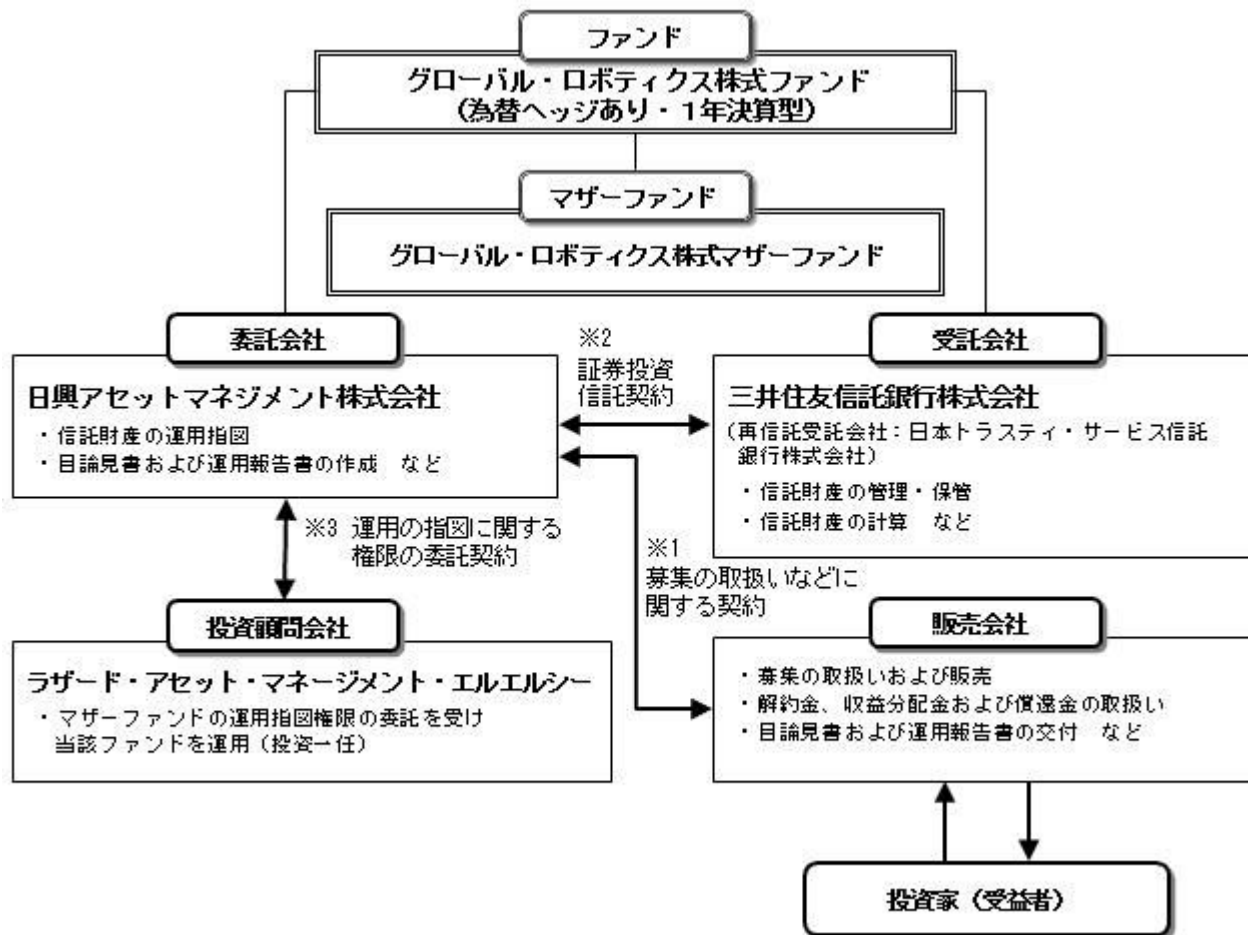 ファンド
グローバル・ロボティクス株式ファンド
(為替ヘッジあり・１年決算型)
マザーファンド
グローバル・ロボティクス株式マザーファンド
委託会社
日興アセットマネジメント株式会社
・信託財産の運用指図
・目論見書および運用報告書の作成　など
※2
証券投資
信託契約
受託会社
三井住友信託銀行株式会社
(再信託受託会社：日本トラスティ・サービス信託
銀行株式会社)
・信託財産の管理・保管
・信託財産の計算　など
※3 運用の指図に関する
権限の委託契約
※1
募集の取扱いなどに
関する契約
投資顧問会社
ラザード・アセット・マネージメント・エルエルシー
・マザーファンドの運用指図権限の委託を受け
当該ファンドを運用（投資一任）
販売会社
・募集の取扱いおよび販売
・解約金、収益分配金および償還金の取扱い
・目論見書および運用報告書の交付　など
投資家（受益者）